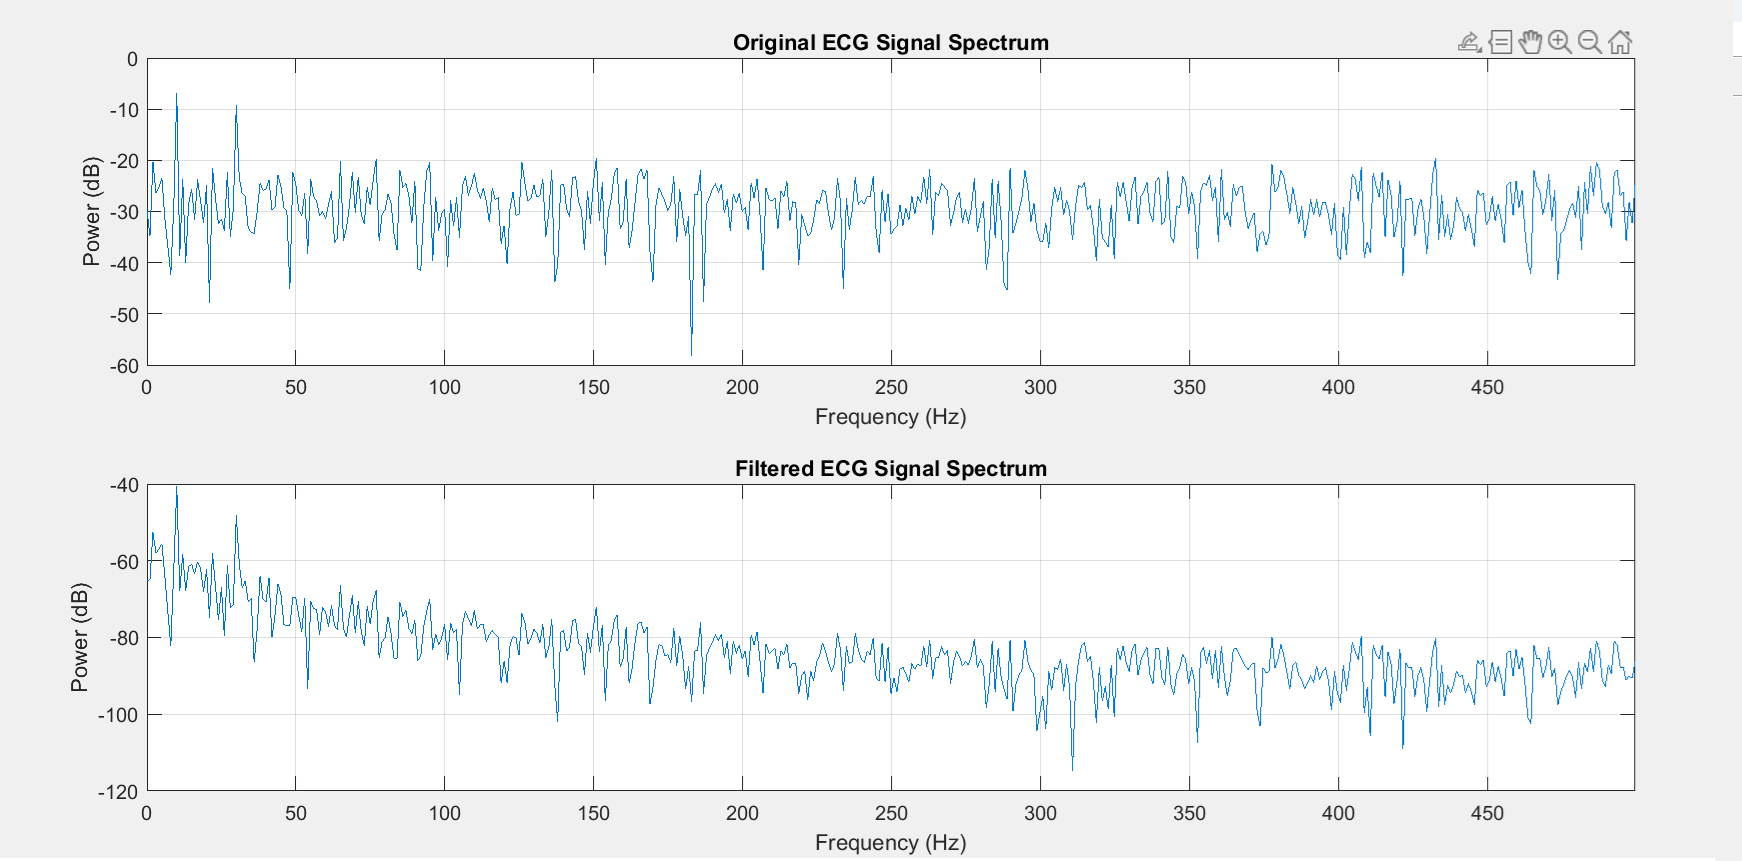 Original ECG Signal Spectrum
0
-10
-20
-30
-40
-50
-60
Power (dB)
0 50 100 150 200 250 300 350 400 450
Frequency (Hz)
Filtered ECG Signal Spectrum
-40
-60
-80
-100
-120
Power (dB)
0 50 100 150 200 250 300 350 400 450
Frequency (Hz)